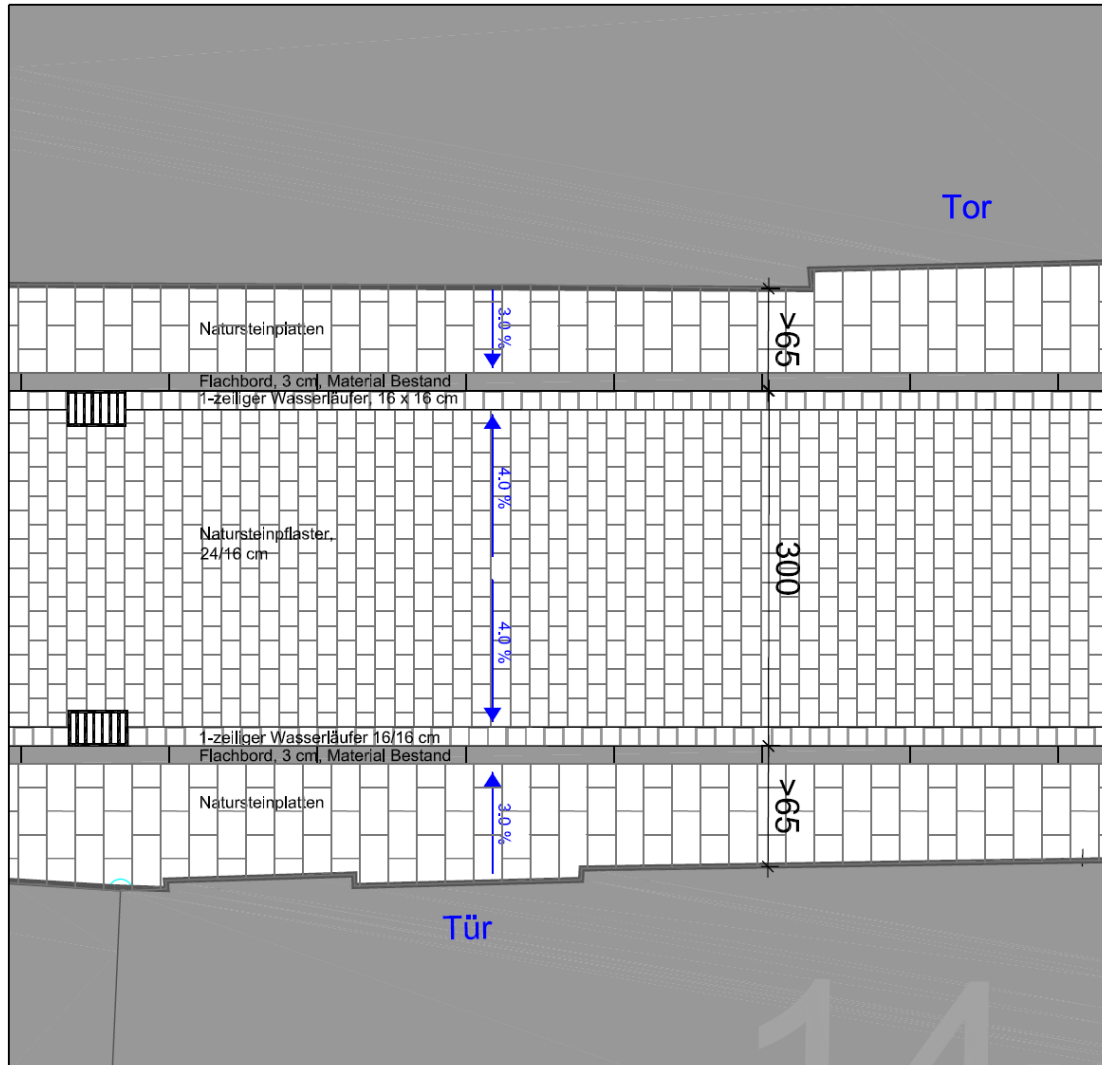 Tor
Natursteinplatten
3.0 %
>65
Flachbord, 3 cm, Material Bestand
1-zeiliger Wasserläufer, 16 x 16 cm
4.0 %
Natursteinpflaster,
24/16 cm
300
4.0 %
1-zeiliger Wasserläufer 16/16 cm
Flachbord, 3 cm, Material Bestand
Natursteinplatten
3.0 %
>65
Tür
14